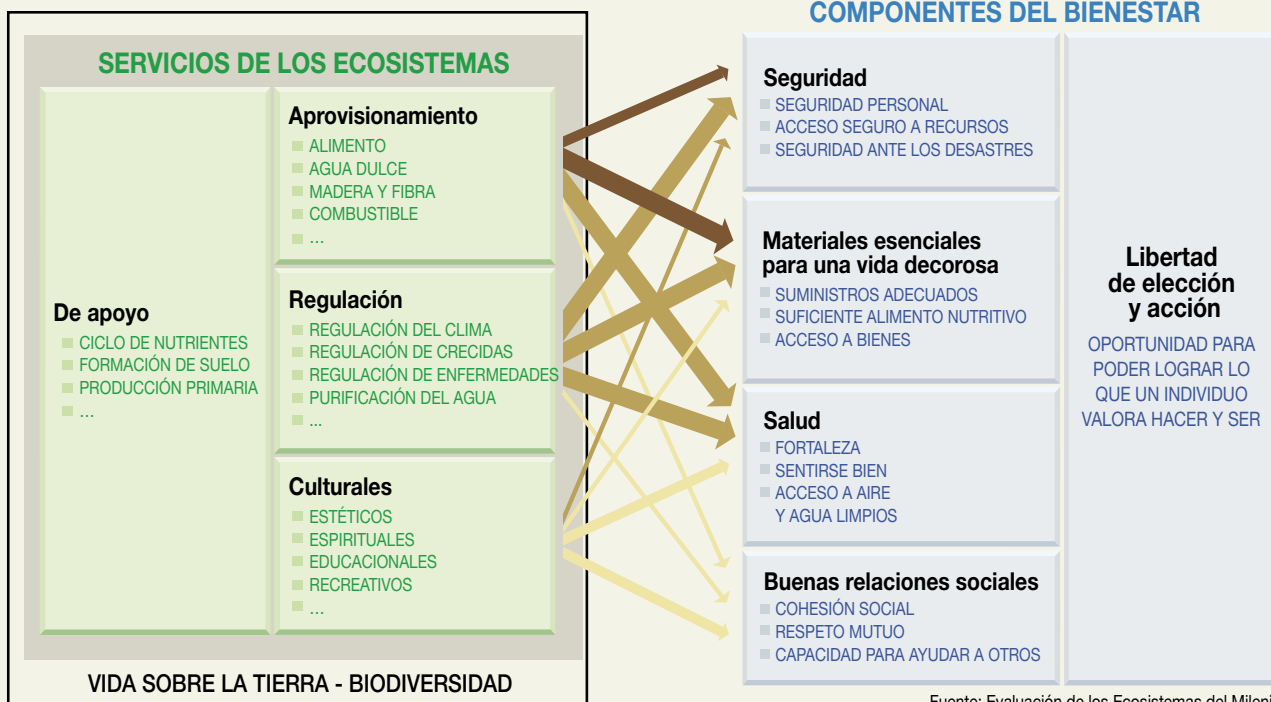 SERVICIOS DE LOS ECOSISTEMAS
De apoyo
CICLO DE NUTRIENTES
FORMACIÓN DE SUELO
PRODUCCIÓN PRIMARIA
...
Aprovisionamiento
ALIMENTO
AGUA DULCE
MADERA Y FIBRA
COMBUSTIBLE
...
Regulación
REGULACIÓN DEL CLIMA
REGULACIÓN DE CRECIDAS
REGULACIÓN DE ENFERMEDADES
PURIFICACIÓN DEL AGUA
...
Culturales
ESTÉTICOS
ESPIRITUALES
EDUCACIONALES
RECREATIVOS
...
VIDA SOBRE LA TIERRA - BIODIVERSIDAD
COMPONENTES DEL BIENESTAR
Seguridad
SEGURIDAD PERSONAL
ACCESO SEGURO A RECURSOS
SEGURIDAD ANTE LOS DESASTRES
Materiales esenciales
para una vida decorosa
SUMINISTROS ADECUADOS
SUFICIENTE ALIMENTO NUTRITIVO
ACCESO A BIENES
Salud
FORTALEZA
SENTIRSE BIEN
ACCESO A AIRE
Y AGUA LIMPIOS
Buenas relaciones sociales
COHESIÓN SOCIAL
RESPETO MUTUO
CAPACIDAD PARA AYUDAR A OTROS
Libertad
de elección
y acción
OPORTUNIDAD PARA
PODER LOGRAR LO
QUE UN INDIVIDUO
VALORA HACER Y SER
Fuente: Evaluación de los Ecosistemas del